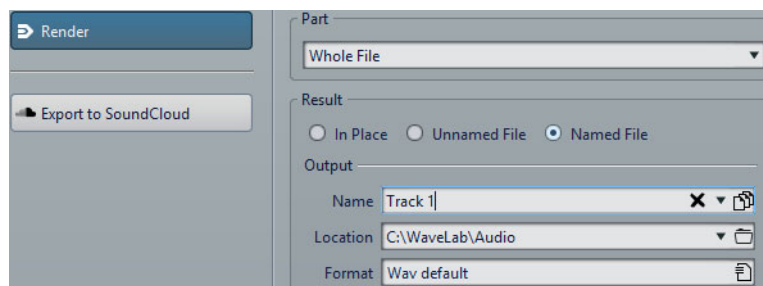 Render
Export to SoundCloud
Part
Whole File
Result
In Place Unnamed File Named File
Output
Name Track 1
Location C:\WaveLab\Audio
Format Wav default